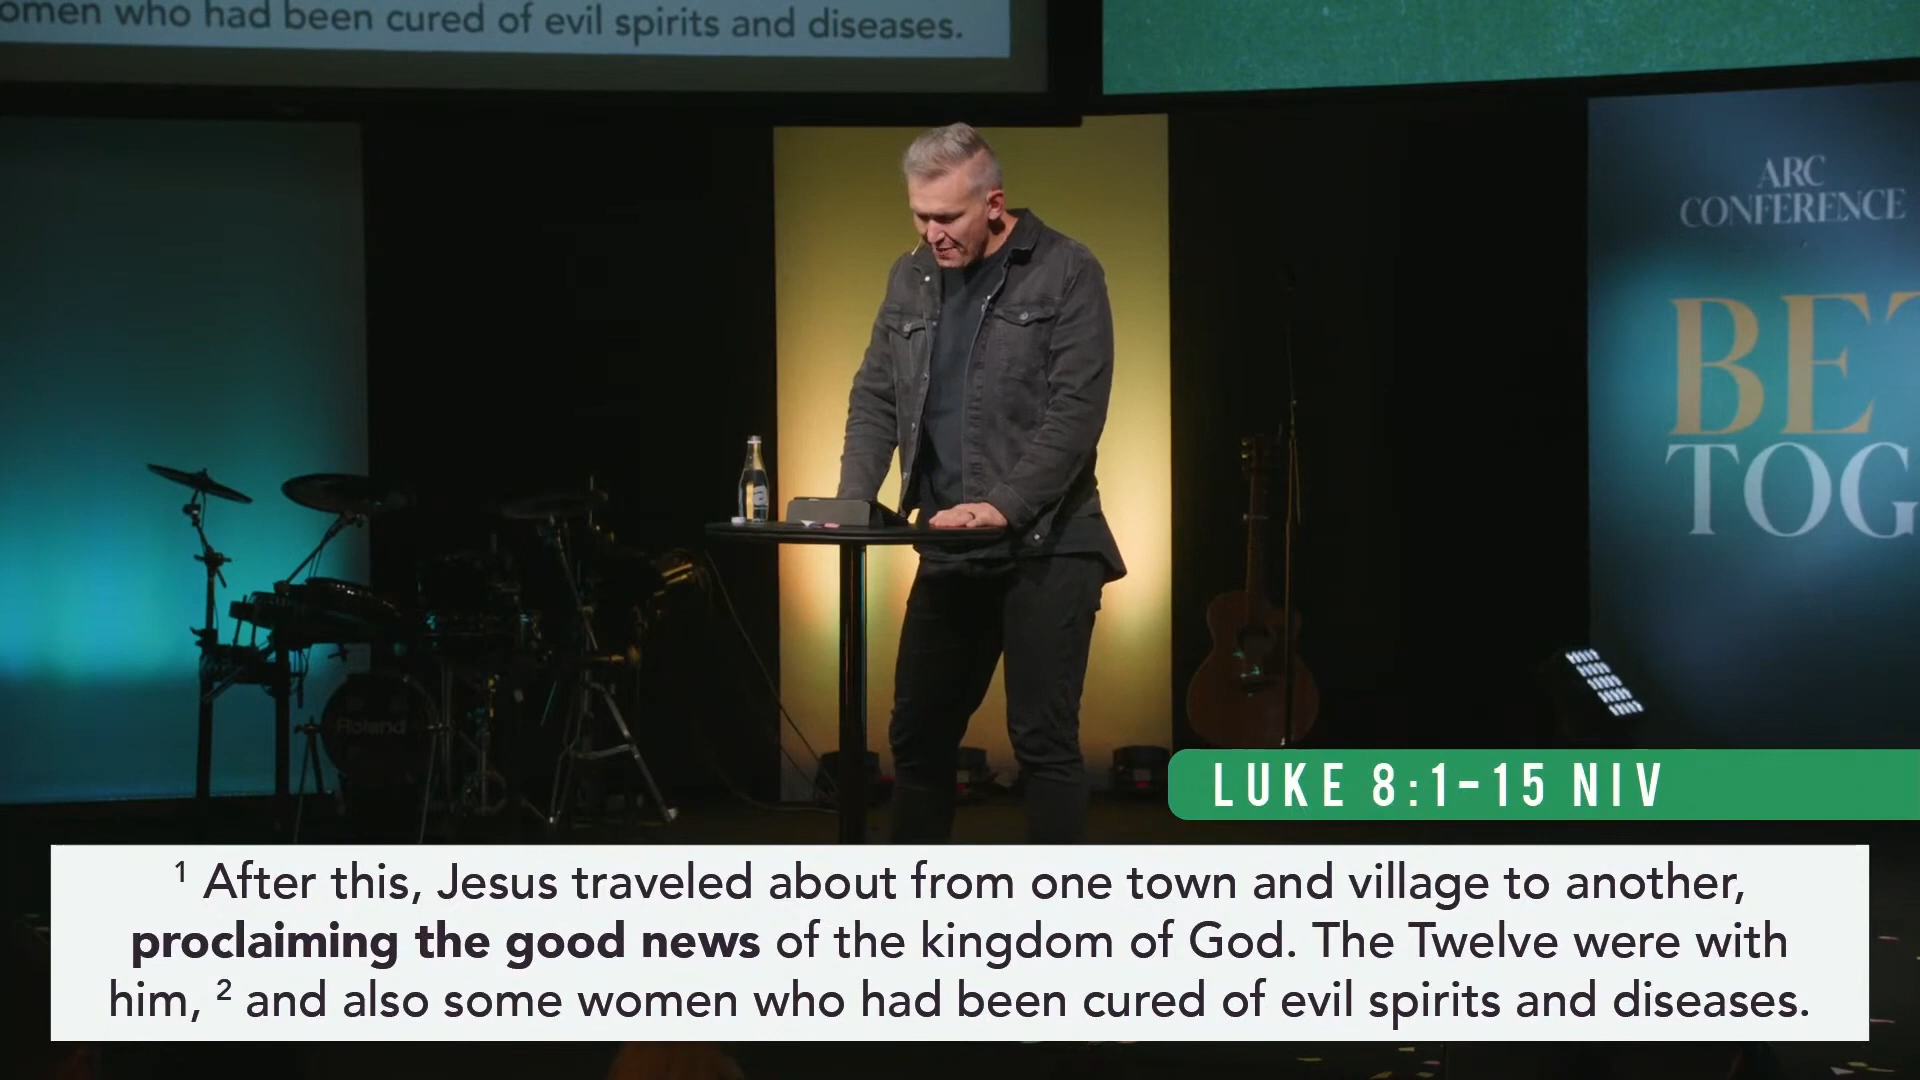 omen who had been cured of evil spirits and diseases.
ARC
CONFERENCE
BET
TOG
Roland
LUKE 8:1-15 NIV
¹ After this, Jesus traveled about from one town and village to another,
proclaiming the good news of the kingdom of God. The Twelve were with
him, ² and also some women who had been cured of evil spirits and diseases.